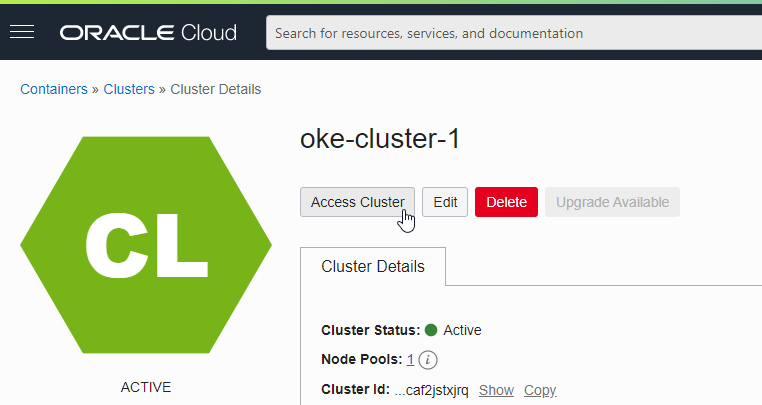 ORACLE Cloud
Search for resources, services, and documentation
Containers » Clusters » Cluster Details
CL
ACTIVE
oke-cluster-1
Access Cluster Edit Delete Upgrade Available
Cluster Details
Cluster Status: Active
Node Pools: 1 i
Cluster Id: ...caf2jstxjrq Show Copy